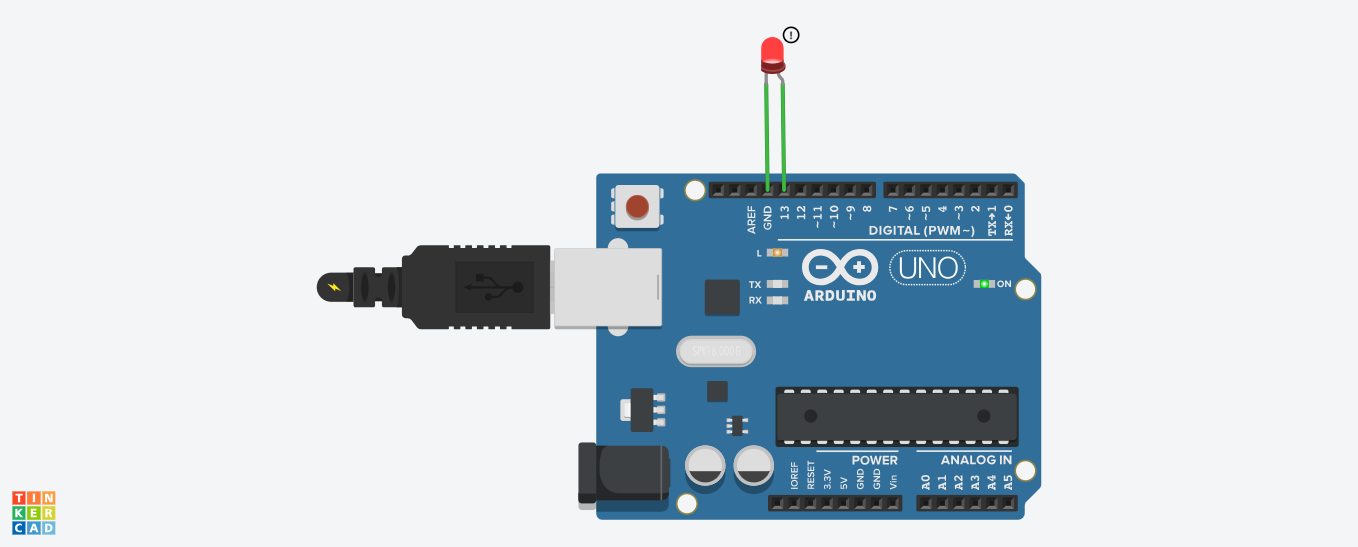 !
AREF
GND
13
12
~11
~10
~9
8
7
~6
~5
4
~3
2
TX→1
RX←0
DIGITAL (PWM~)
L
TX
RX
ARDUINO
UNO
ON
SPK16.000G
POWER
ANALOG IN
IOREF
RESET
3.3V
5V
GND
GND
Vin
A0
A1
A2
A3
A4
A5
TIN
KER
CAD